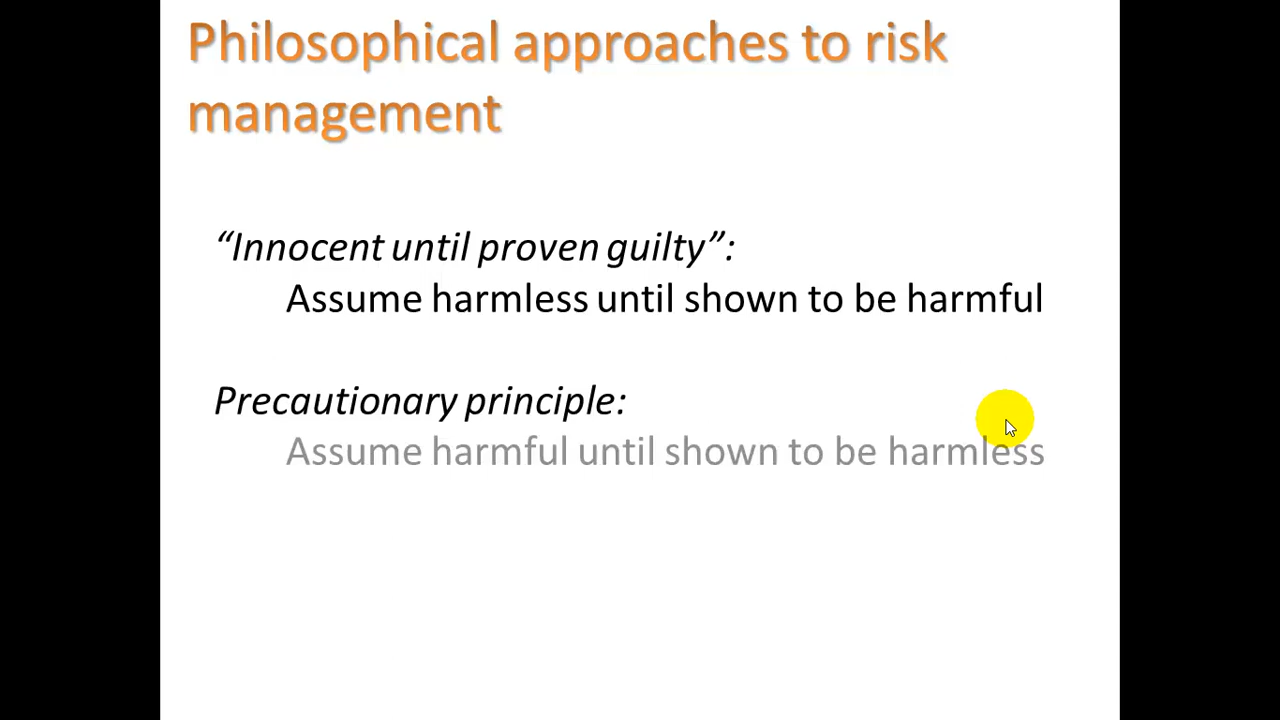 Philosophical approaches to risk
management
“Innocent until proven guilty”:
Assume harmless until shown to be harmful
Precautionary principle:
Assume harmful until shown to be harmless